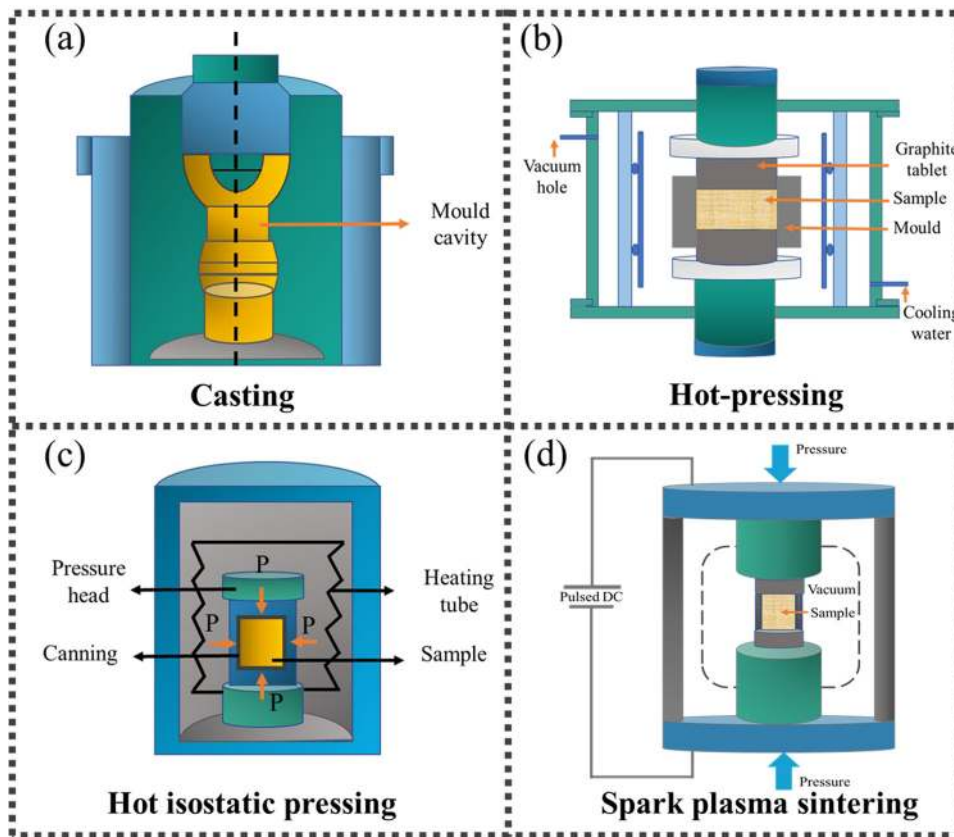 (a)
Mould
cavity
Casting
(b)
Vacuum
hole
Graphite
tablet
Sample
Mould
Cooling
water
Hot-pressing
(c)
Pressure
head
P
Heating
tube
P
P
Canning
Sample
P
Hot isostatic pressing
(d)
Pressure
Vacuum
Pulsed DC
Sample
Pressure
Spark plasma sintering